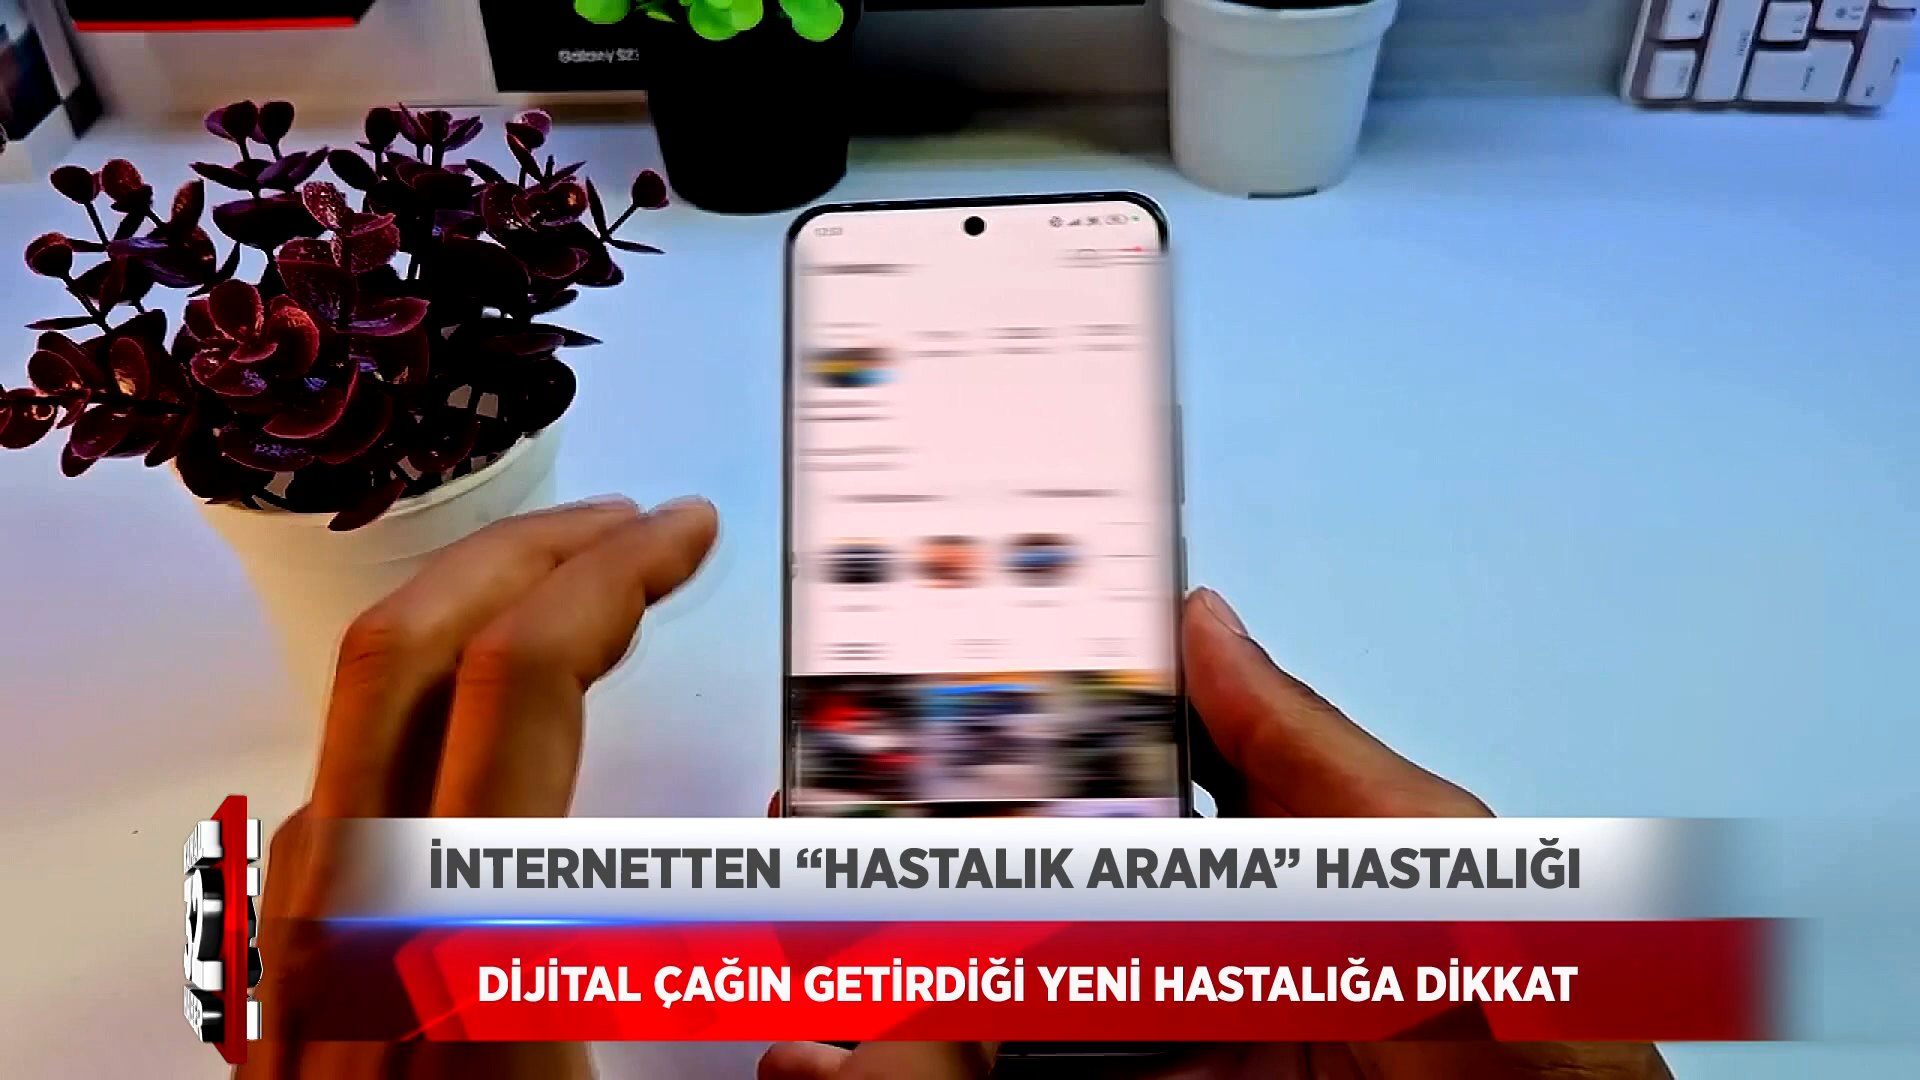 İNTERNETTEN “HASTALIK ARAMA” HASTALIĞI
DİJİTAL ÇAĞIN GETİRDİĞİ YENİ HASTALIĞA DİKKAT